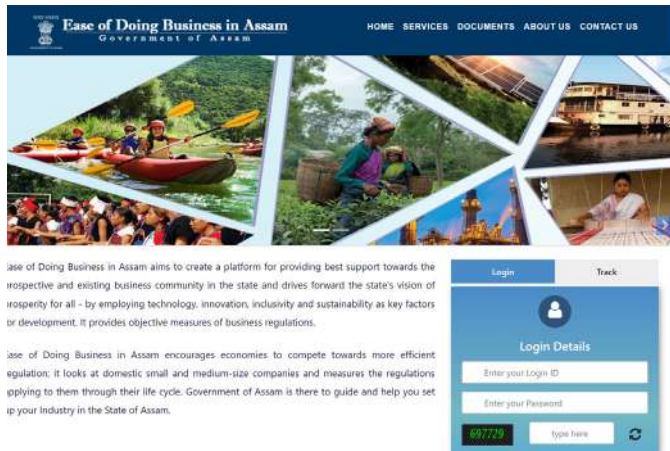 Ease of Doing Business in Assam
Government of Assam
HOME SERVICES DOCUMENTS ABOUT US CONTACT US
ase of Doing Business in Assam aims to create a platform for providing best support towards the
rospective and existing business community in the state and drives forward the state's vision of
rosperity for all - by employing technology, innovation, inclusivity and sustainability as key factors
or development. It provides objective measures of business regulations.
ase of Doing Business in Assam encourages economies to compete towards more efficient
egulation; it looks at domestic small and medium-size companies and measures the regulations
pplying to them through their life cycle. Government of Assam is there to guide and help you set
p your Industry in the State of Assam.
Login Track
Login Details
Enter your Login ID
Enter your Password
697729 type here